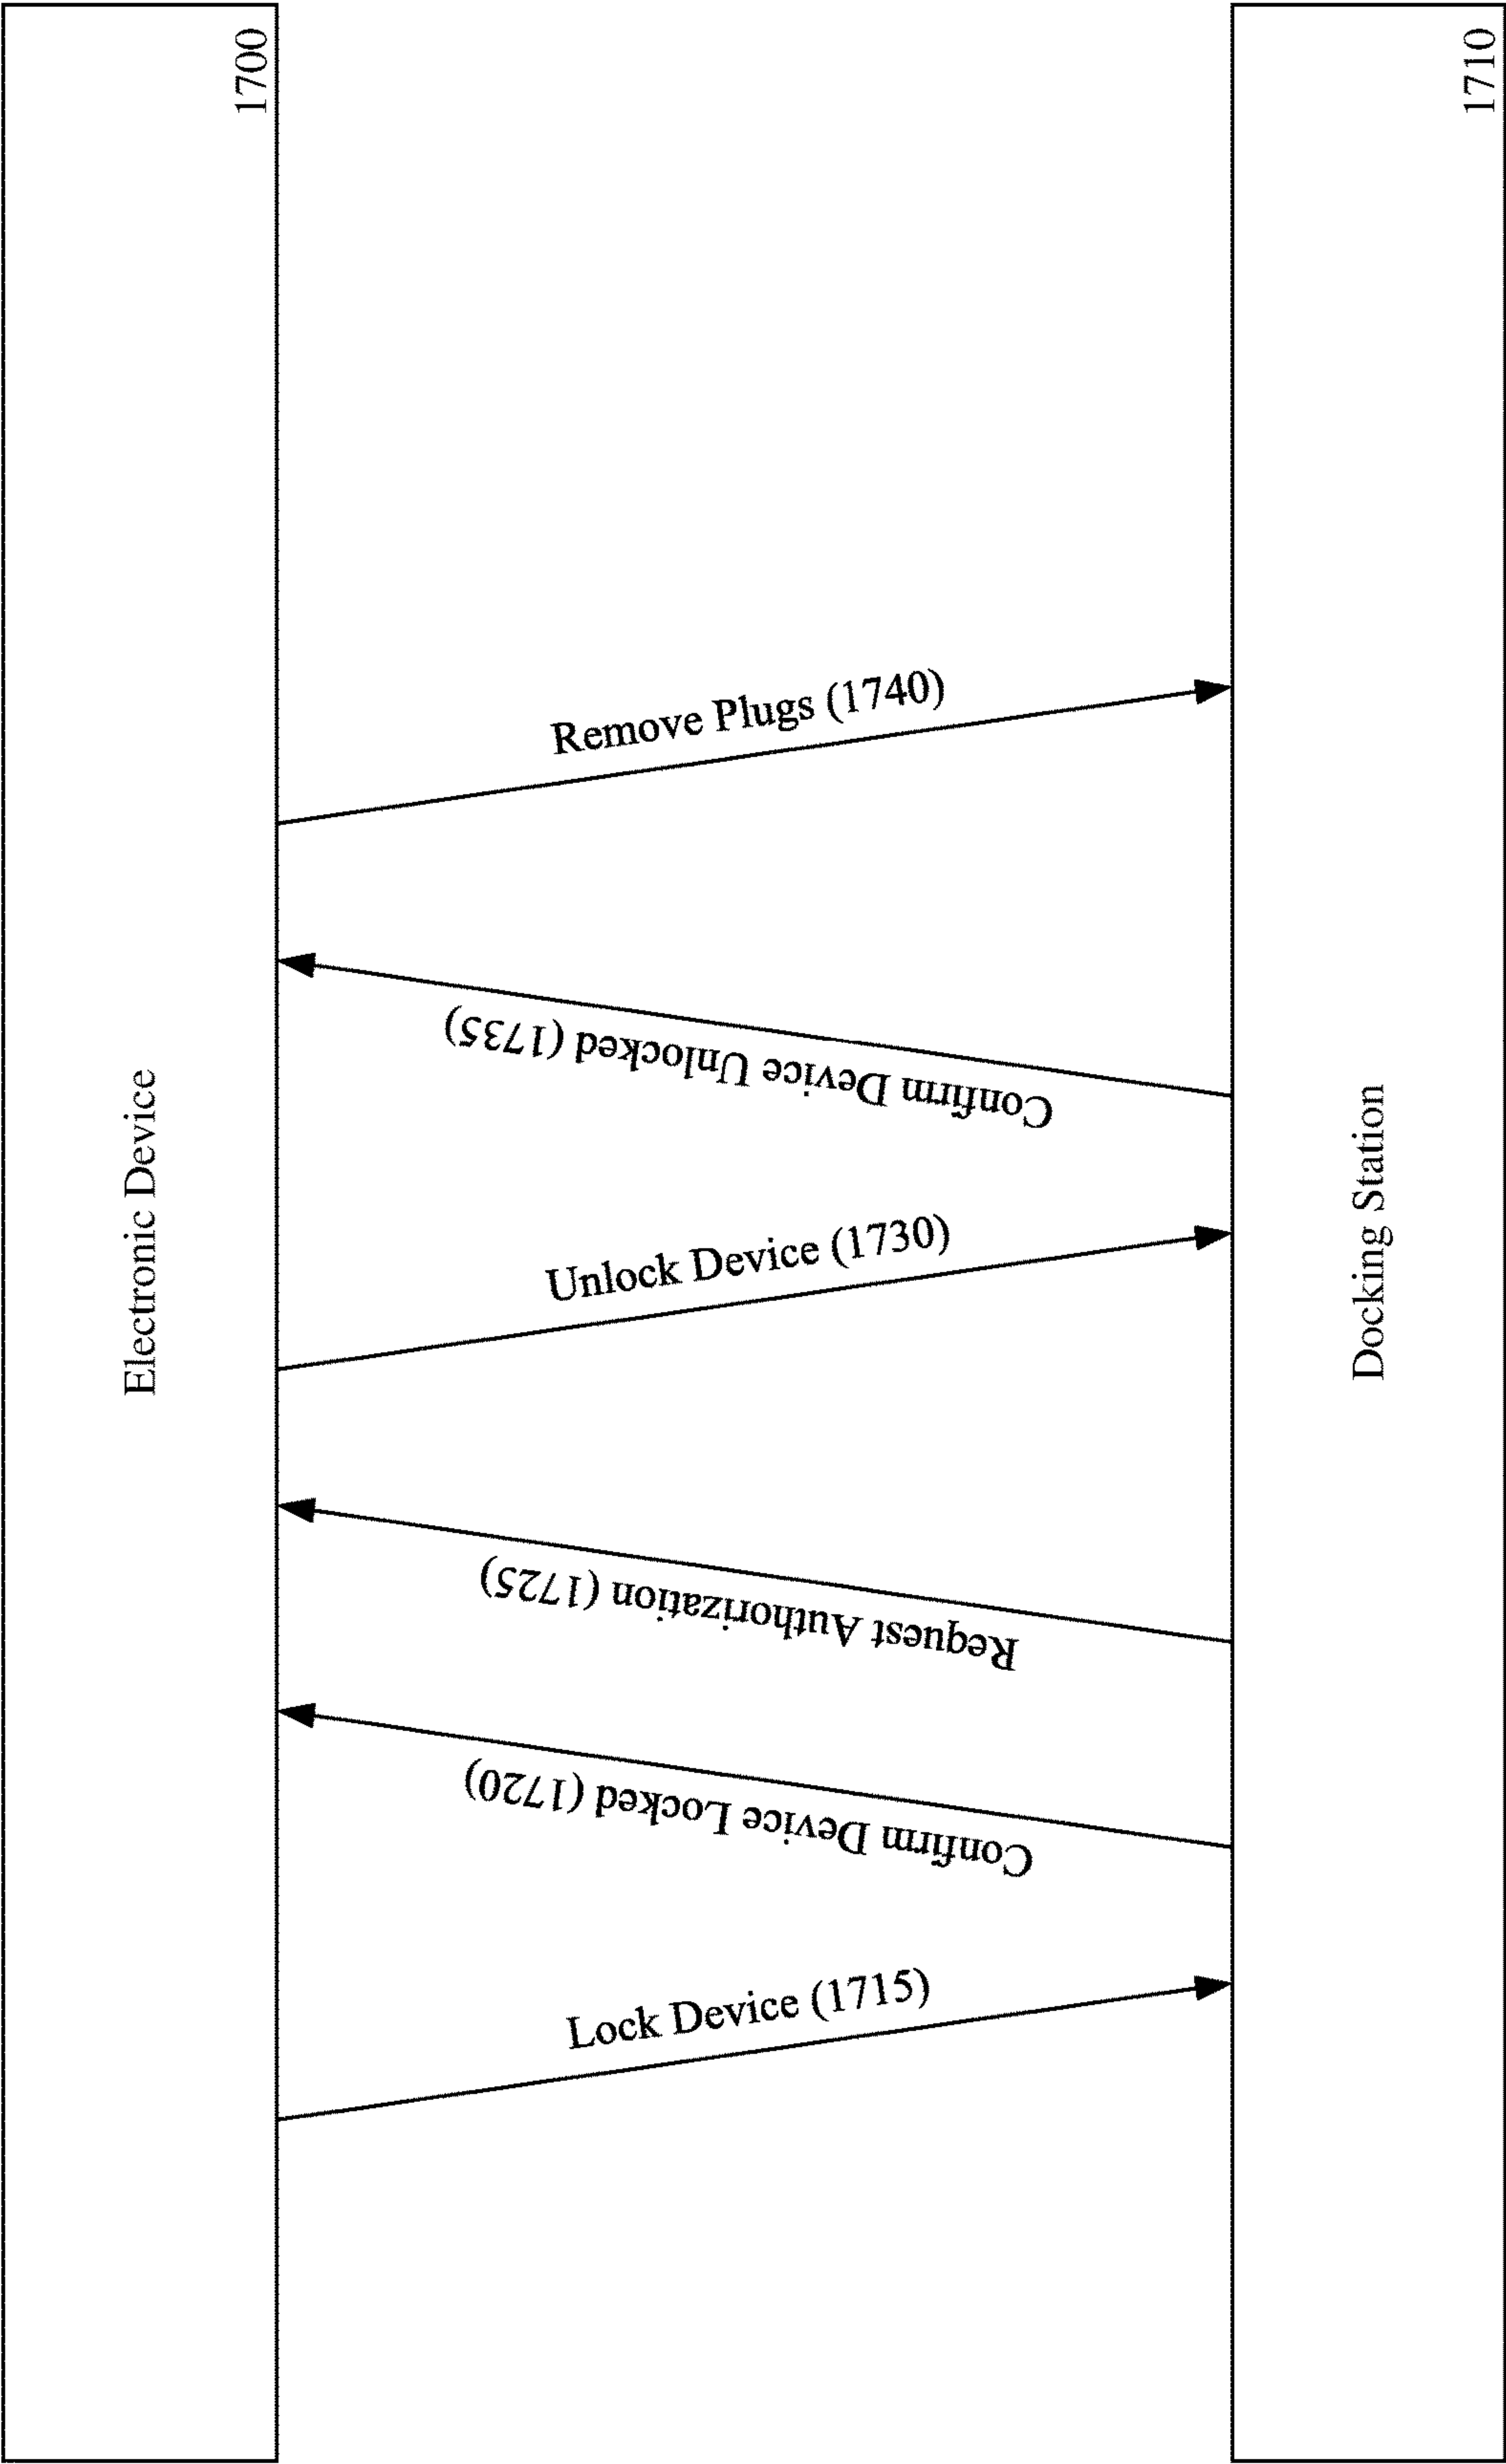 Electronic Device
1700
Lock Device (1715)
Confirm Device Locked (1720)
Request Authorization (1725)
Unlock Device (1730)
Confirm Device Unlocked (1735)
Remove Plugs (1740)
Docking Station
1710